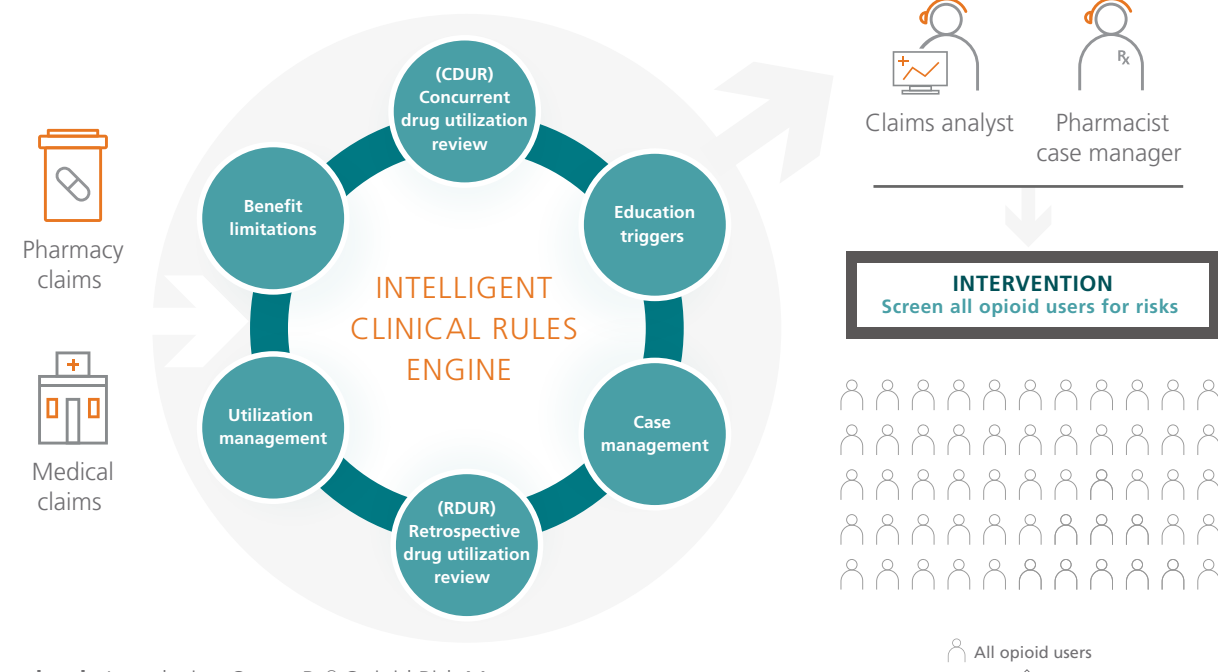 Pharmacy
claims
Medical
claims
(CDUR)
Concurrent
drug utilization
review
Benefit
limitations
Education
triggers
INTELLIGENT
CLINICAL RULES
ENGINE
Utilization
management
Case
management
(RDUR)
Retrospective
drug utilization
review
Claims analyst
Pharmacist
case manager
Rx
INTERVENTION
Screen all opioid users for risks
All opioid users